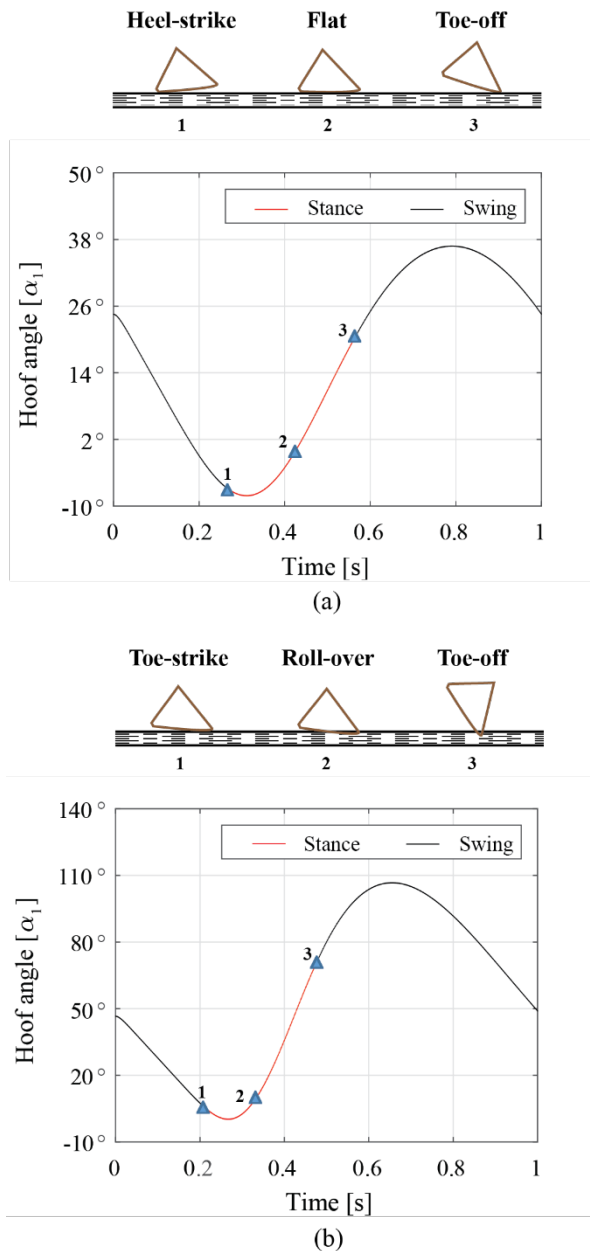 Heel-strike Flat Toe-off
1 2 3
50°
38°
26°
14°
2°
-10°
Hoof angle [α₁]
Stance Swing
1
2
3
0 0.2 0.4 0.6 0.8 1
Time [s]
(a)
Toe-strike Roll-over Toe-off
1 2 3
140°
110°
80°
50°
20°
-10°
Hoof angle [α₁]
Stance Swing
1
2
3
0 0.2 0.4 0.6 0.8 1
Time [s]
(b)